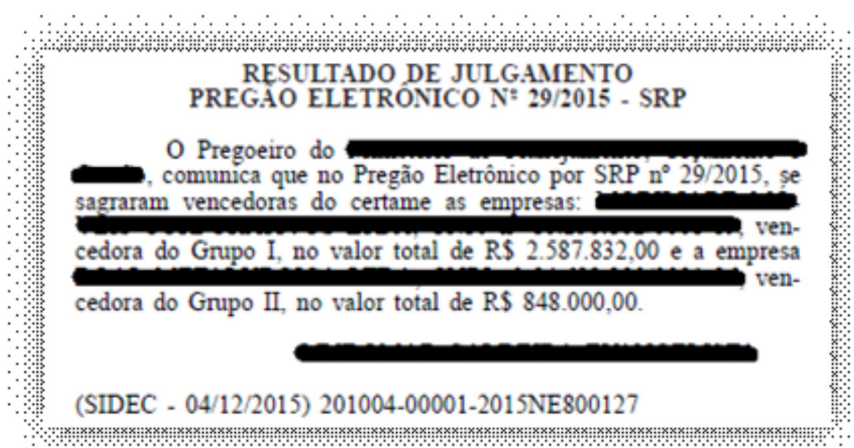 RESULTADO DE JULGAMENTO
PREGÃO ELETRÔNICO Nº 29/2015 - SRP
O Pregoeiro do
, comunica que no Pregão Eletrônico por SRP nº 29/2015, se
sagraram vencedoras do certame as empresas:
, ven-
cedora do Grupo I, no valor total de R$ 2.587.832,00 e a empresa
, ven-
cedora do Grupo II, no valor total de R$ 848.000,00.
(SIDEC - 04/12/2015) 201004-00001-2015NE800127